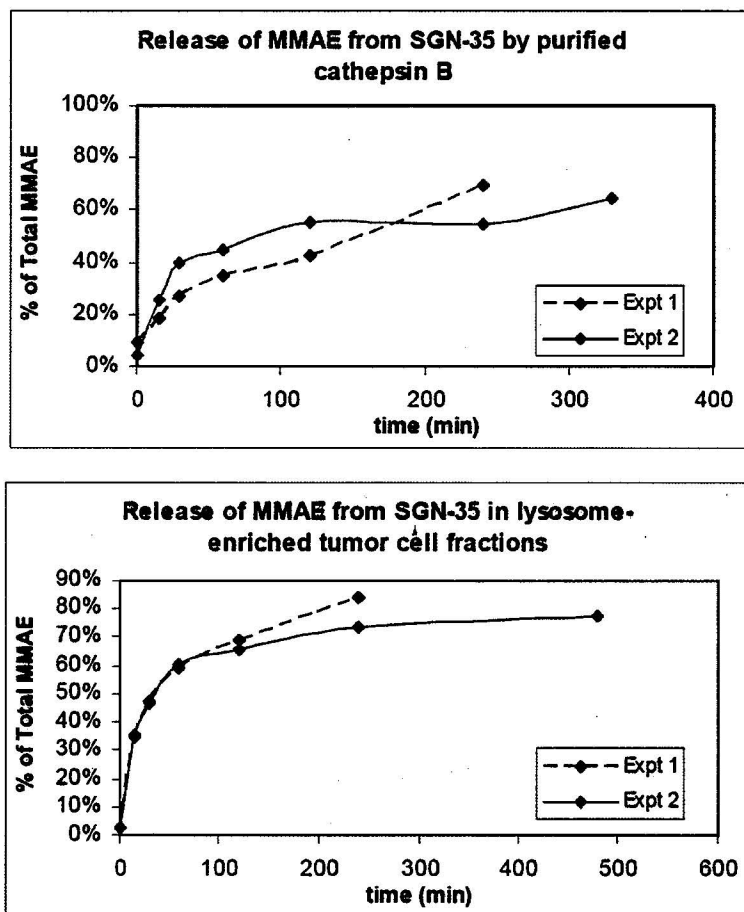 Release of MMAE from SGN-35 by purified
cathepsin B
100%
80%
60%
40%
20%
0%
% of Total MMAE
0
100
200
300
400
time (min)
Expt 1
Expt 2
Release of MMAE from SGN-35 in lysosome-
enriched tumor cell fractions
90%
80%
70%
60%
50%
40%
30%
20%
10%
0%
% of Total MMAE
0
100
200
300
400
500
600
time (min)
Expt 1
Expt 2